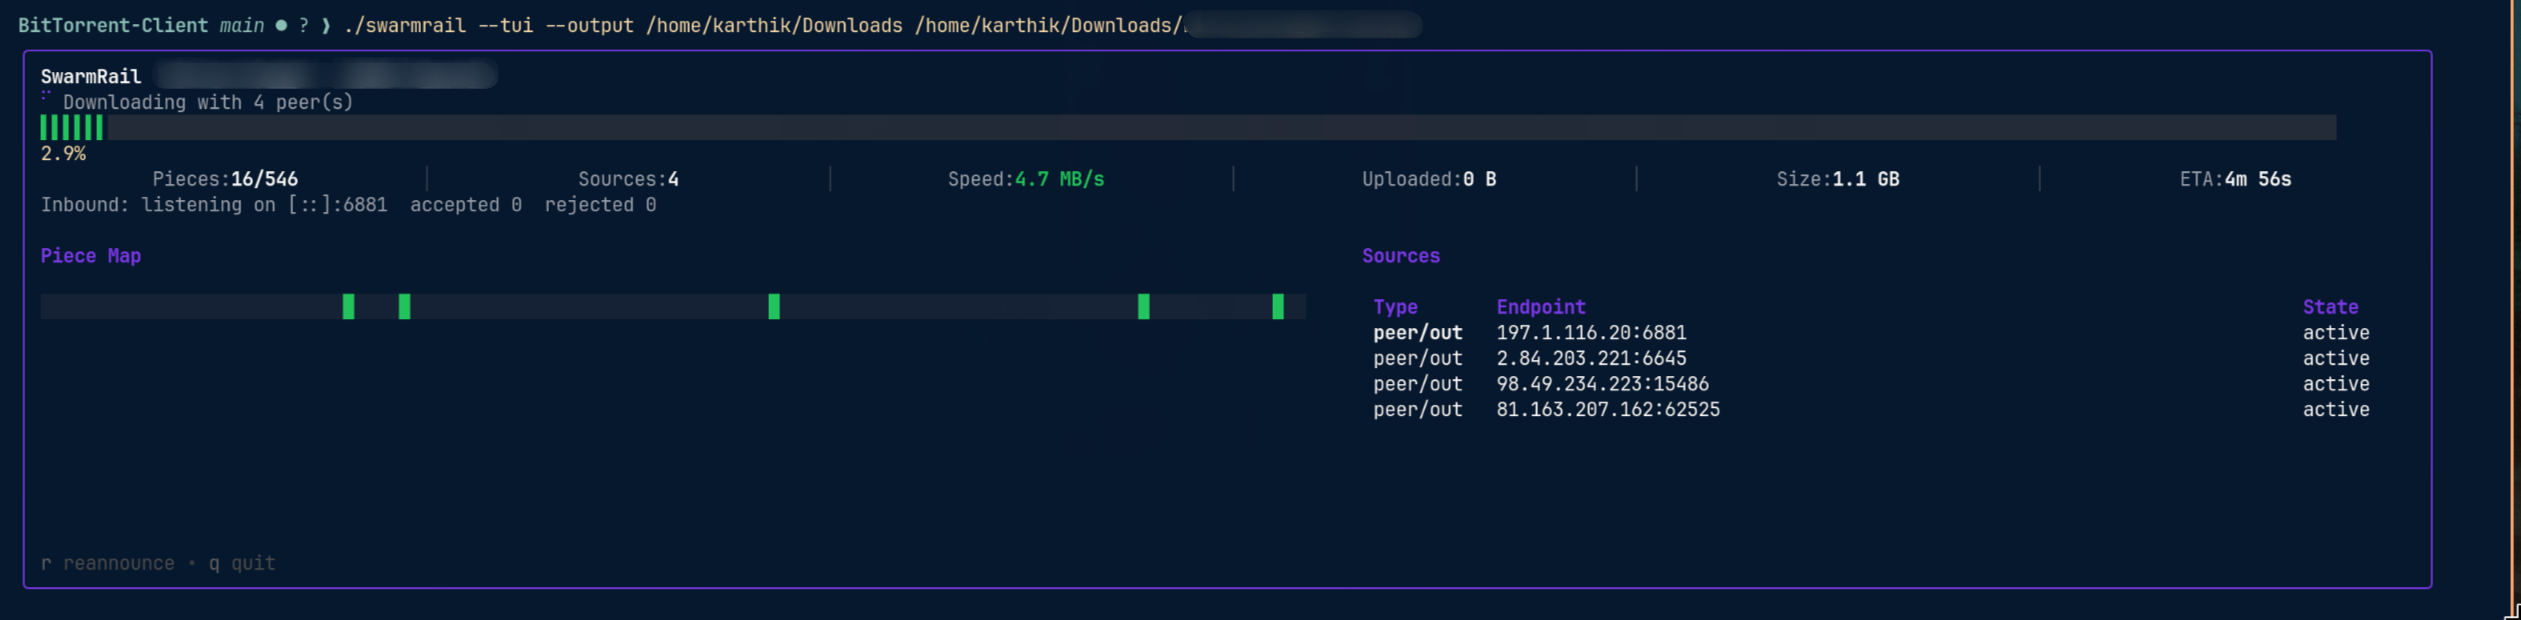 BitTorrent-Client main ● ? ❯ ./swarmrail --tui --output /home/karthik/Downloads /home/karthik/Downloads/
SwarmRail
Downloading with 4 peer(s)
2.9%
Pieces:16/546 │ Sources:4 │ Speed:4.7 MB/s │ Uploaded:0 B │ Size:1.1 GB │ ETA:4m 56s
Inbound: listening on [::]:6881 accepted 0 rejected 0
Piece Map
Sources
Type Endpoint State
peer/out 197.1.116.20:6881 active
peer/out 2.84.203.221:6645 active
peer/out 98.49.234.223:15486 active
peer/out 81.163.207.162:62525 active
r reannounce • q quit